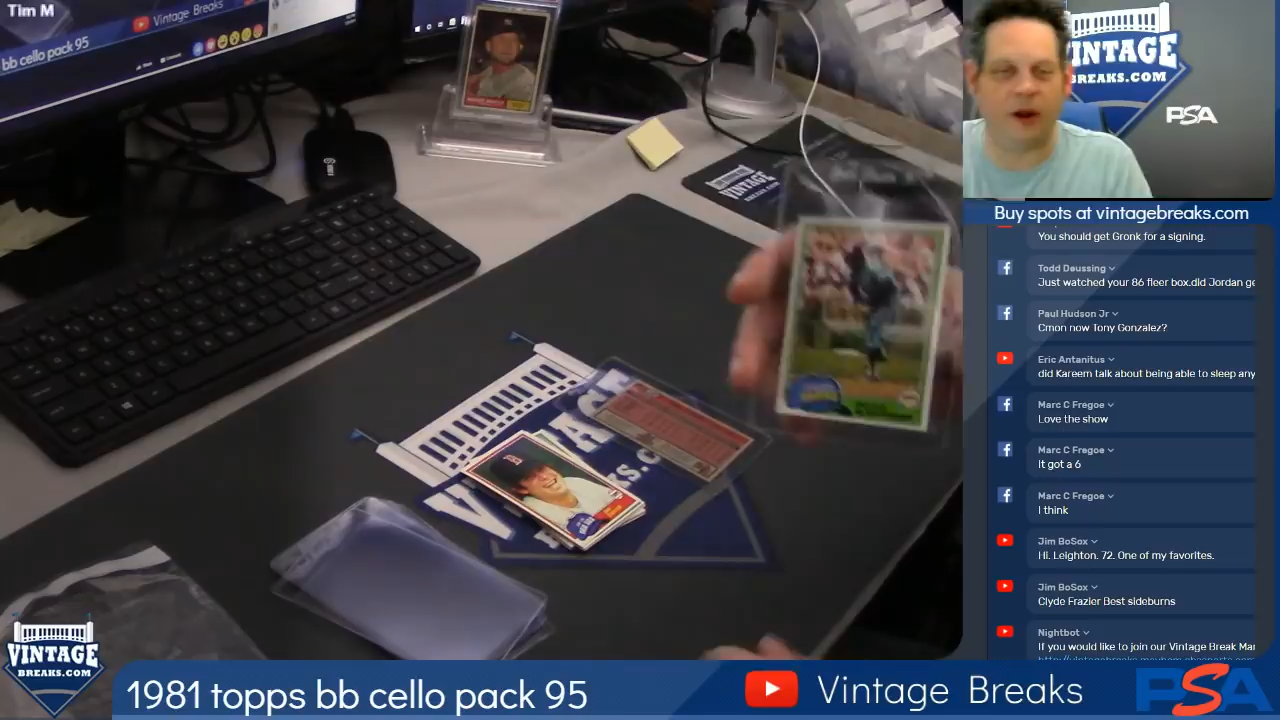 Tim M
Vintage Breaks
bb cello pack 95
VINTAGE
BREAKS.COM
PSA
Buy spots at vintagebreaks.com
You should get Gronk for a signing.
Todd Deussing
Just watched your 86 fleer box.did Jordan ge
Paul Hudson Jr
Cmon now Tony Gonzalez?
Eric Antanitus
did Kareem talk about being able to sleep any
Marc C Fregoe
Love the show
Marc C Fregoe
It got a 6
Marc C Fregoe
I think
Jim BoSox
Hi. Leighton. 72. One of my favorites.
Jim BoSox
Clyde Frazier Best sideburns
Nightbot
If you would like to join our Vintage Break Mar
VINTAGE
BREAKS.COM
1981 topps bb cello pack 95
Vintage Breaks
PSA